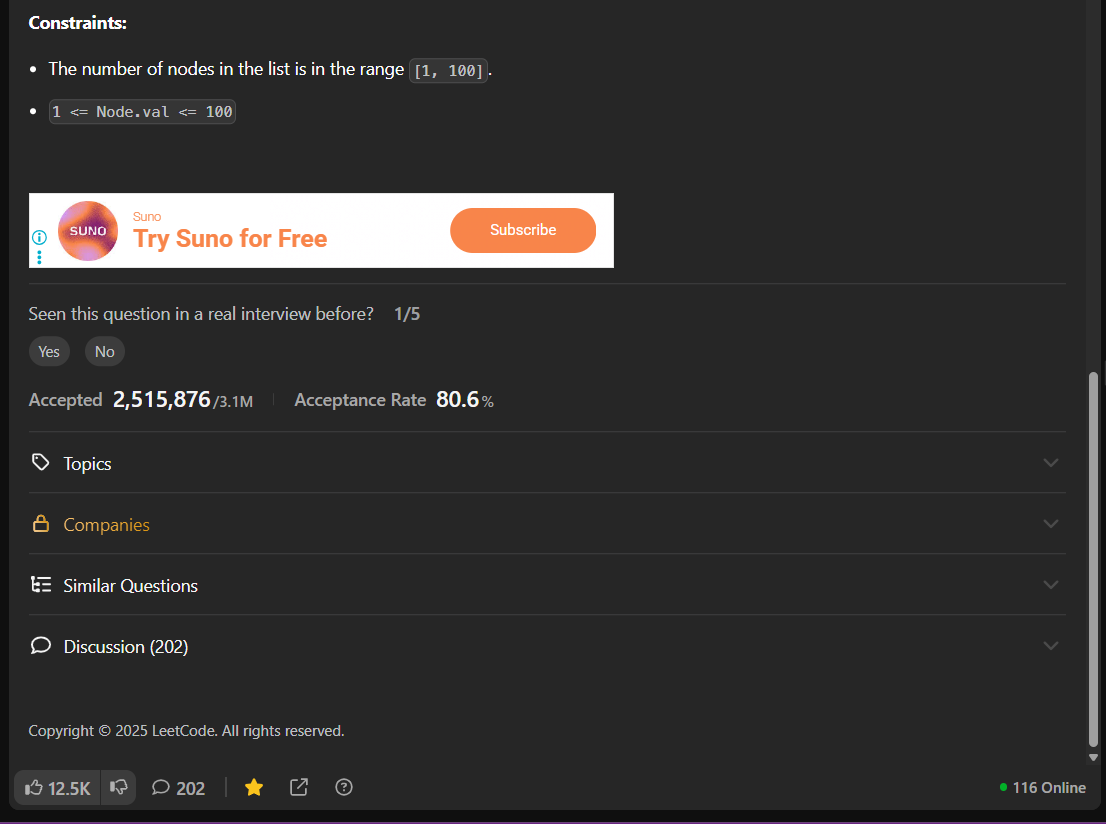 Constraints:
The number of nodes in the list is in the range [1, 100].
1 <= Node.val <= 100
Suno
SUNO
Try Suno for Free
Subscribe
Seen this question in a real interview before? 1/5
Yes No
Accepted 2,515,876/3.1M Acceptance Rate 80.6%
Topics
Companies
Similar Questions
Discussion (202)
Copyright © 2025 LeetCode. All rights reserved.
12.5K 202 116 Online